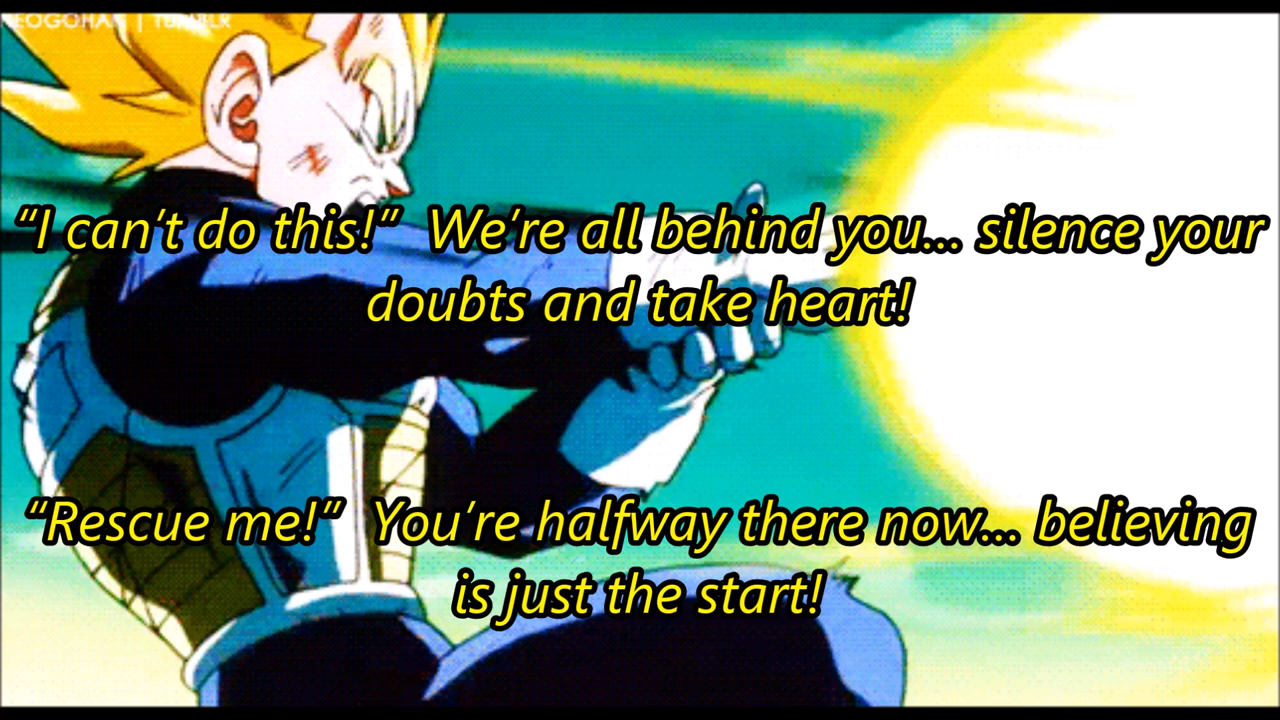 “I can't do this!” We're all behind you... silence your
doubts and take heart!
“Rescue me!” You're halfway there now... believing
is just the start!